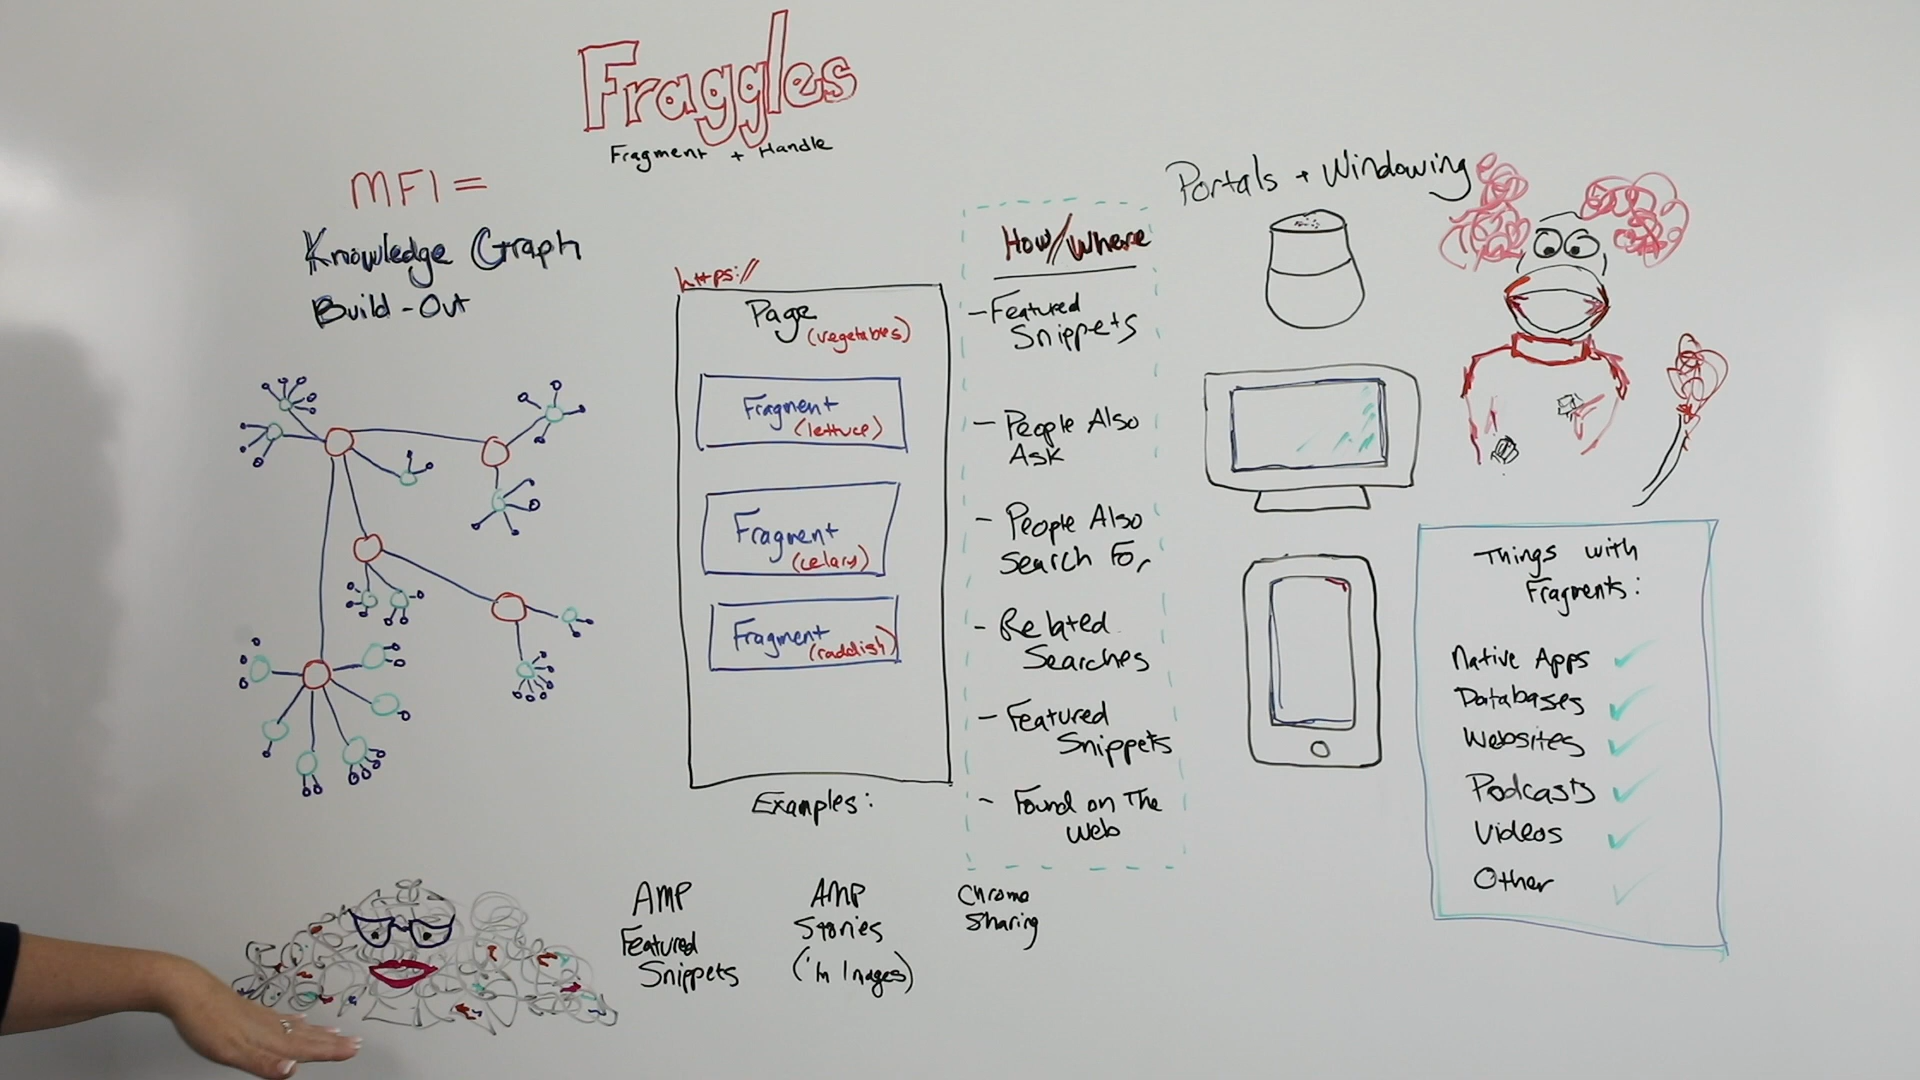 Fraggles
Fragment + Handle
MFI =
Knowledge Graph
Build-Out
https://
Page
(vegetables)
Fragment
(lettuce)
Fragment
(celary)
Fragment
(raddish)
Examples:
AMP
Featured
Snippets
AMP
Stories
(in Images)
Chrome
Sharing
How/Where
- Featured
Snippets
- People Also
Ask
- People Also
Search For
- Related
Searches
- Featured
Snippets
- Found on The
Web
Portals + Windowing
Things with
Fragments:
Native Apps ✓
Databases ✓
Websites ✓
Podcasts ✓
Videos ✓
Other ✓